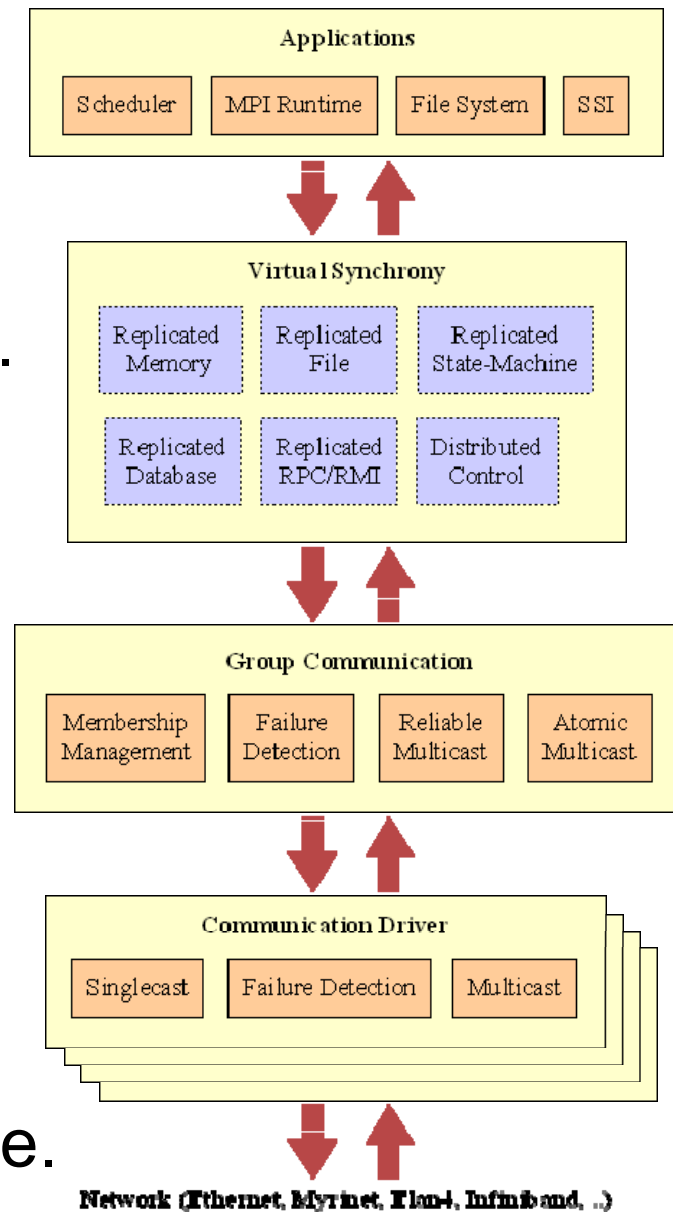 Applications
Scheduler
MPI Runtime
File System
SSI
Virtual Synchrony
Replicated
Memory
Replicated
File
Replicated
State-Machine
.
Replicated
Database
Replicated
RPC/RMI
Distributed
Control
Group Communication
Membership
Management
Failure
Detection
Reliable
Multicast
Atomic
Multicast
Communication Driver
Singlecast
Failure Detection
Multicast
e.
Network (Ethernet, Myrinet, Elan4, Infiniband, ..)